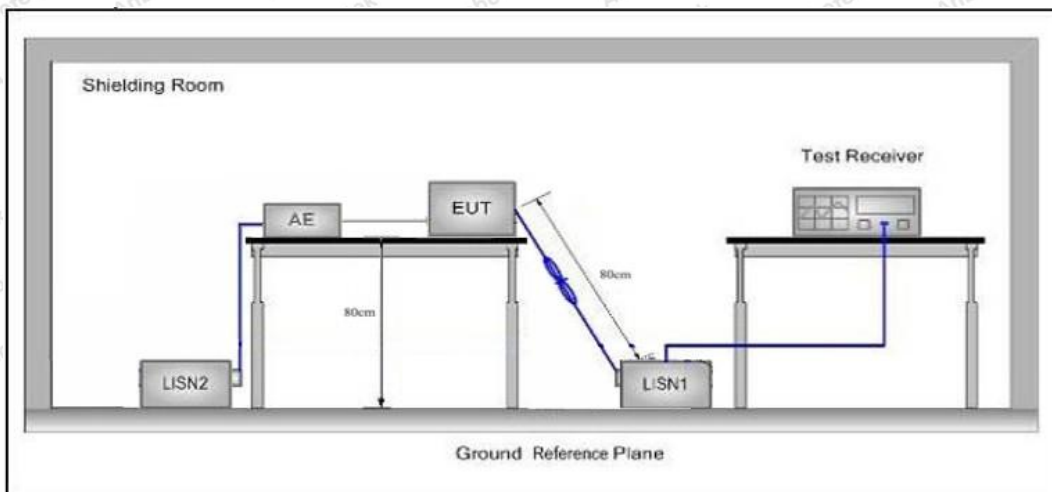 Shielding Room
Test Receiver
AE
EUT
80cm
80cm
LISN2
LISN1
Ground Reference Plane